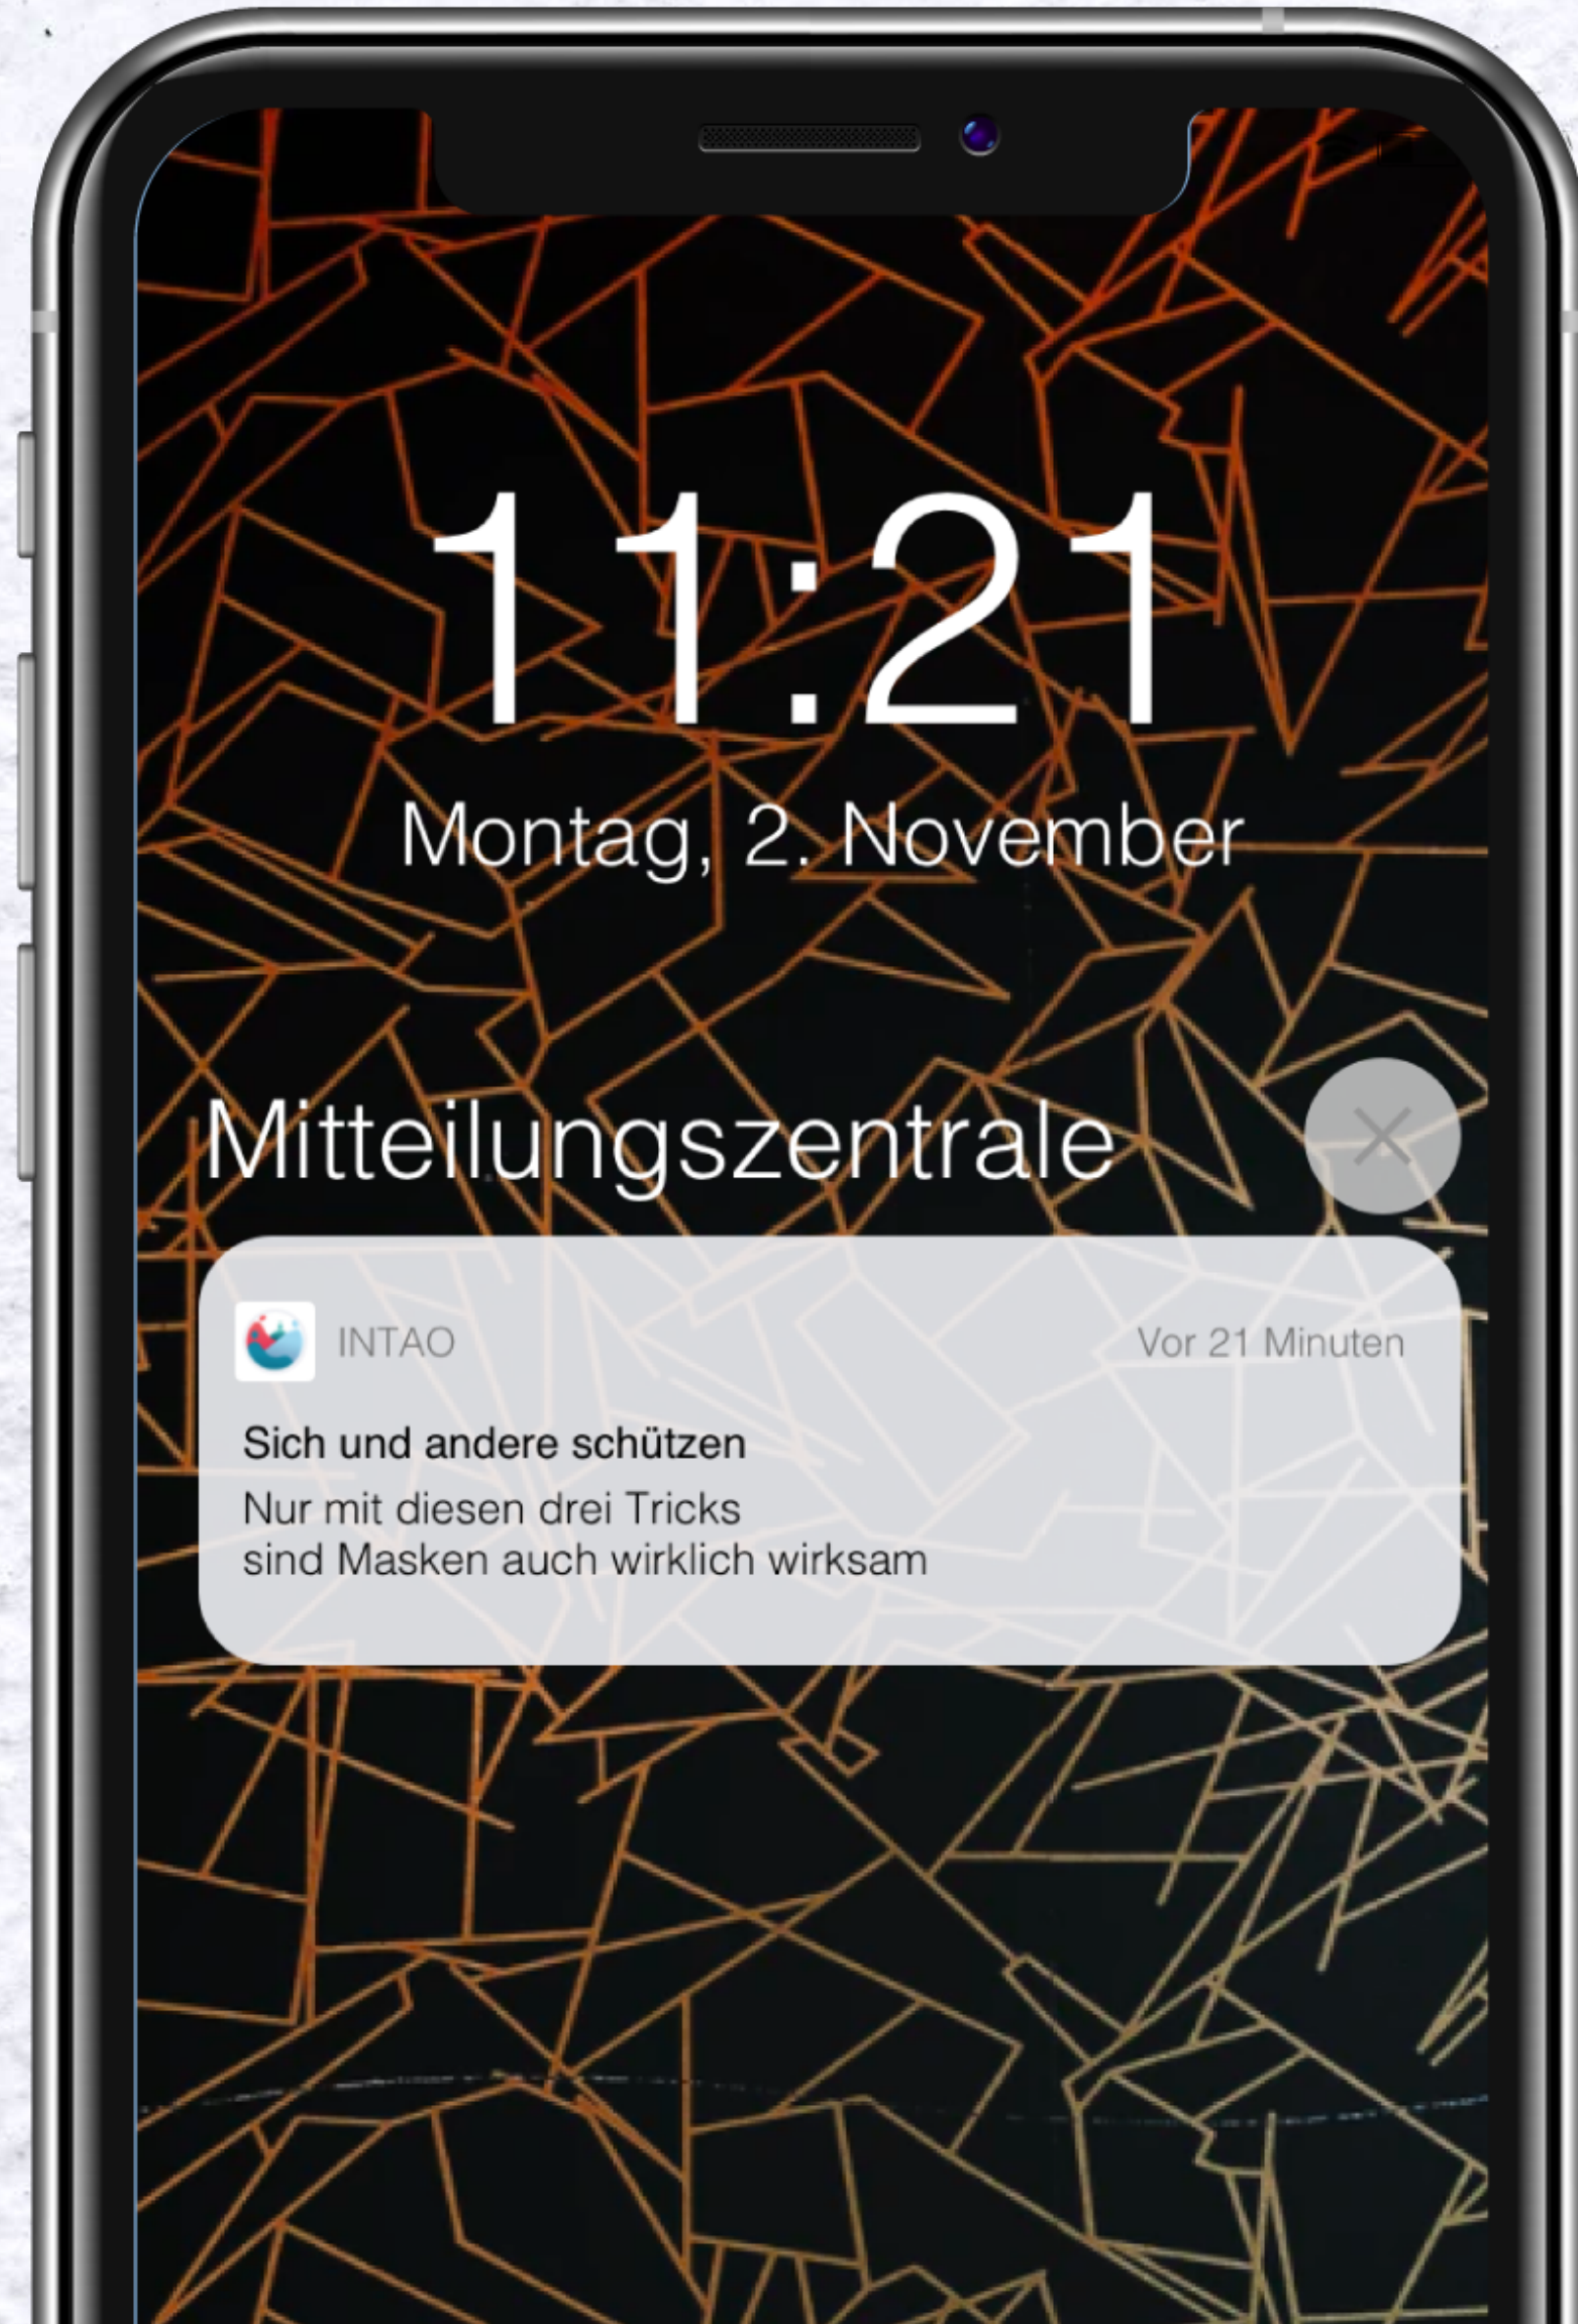 11:21
Montag, 2. November
Mitteilungszentrale
INTAO
Vor 21 Minuten
Sich und andere schützen
Nur mit diesen drei Tricks
sind Masken auch wirklich wirksam